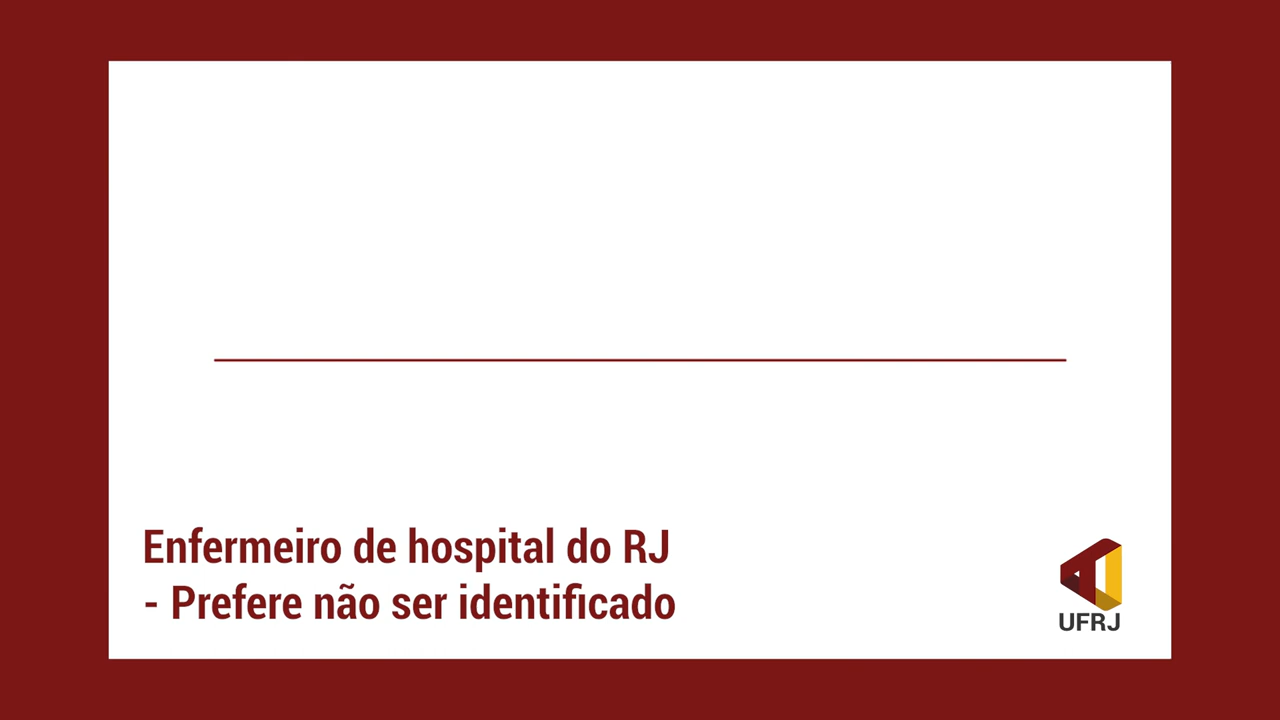 Enfermeiro de hospital do RJ
- Prefere não ser identificado
UFRJ